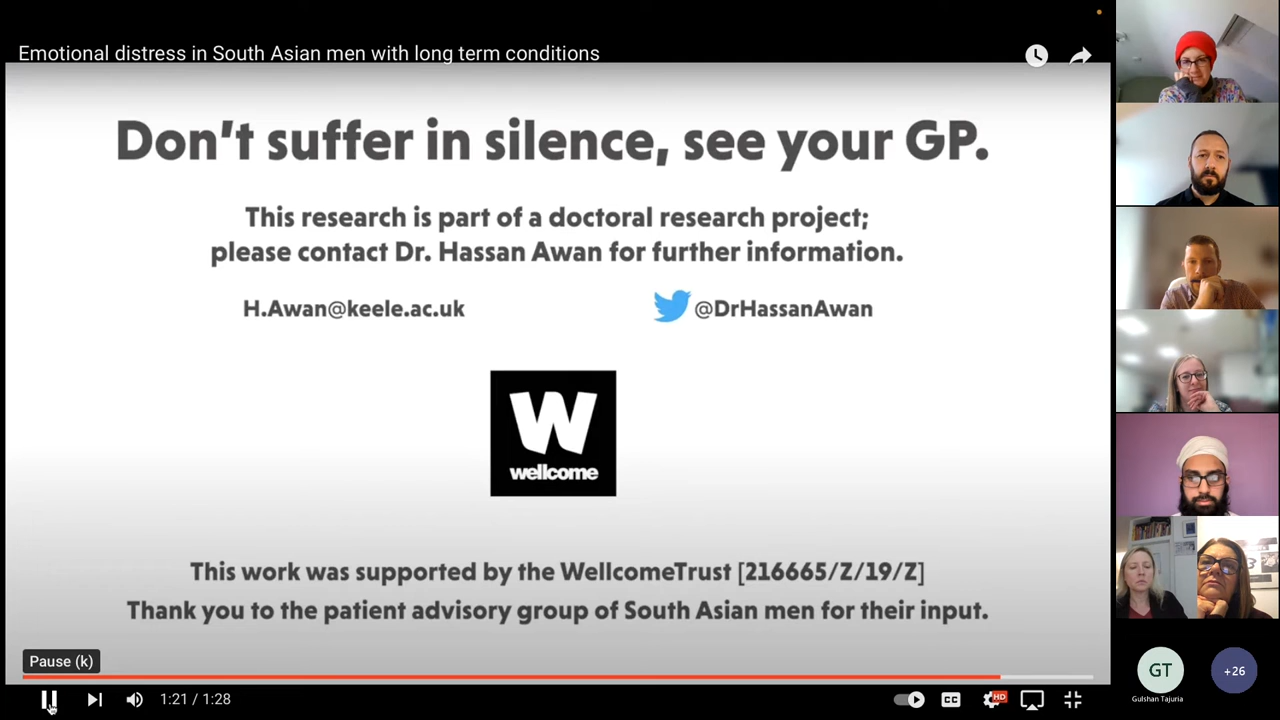 Emotional distress in South Asian men with long term conditions
Don't suffer in silence, see your GP.
This research is part of a doctoral research project;
please contact Dr. Hassan Awan for further information.
H.Awan@keele.ac.uk
@DrHassanAwan
W
wellcome
This work was supported by the WellcomeTrust [216665/Z/19/Z]
Thank you to the patient advisory group of South Asian men for their input.
Pause (k)
1:21 / 1:28
CC
HD
GT
Gulshan Tajuria
+26